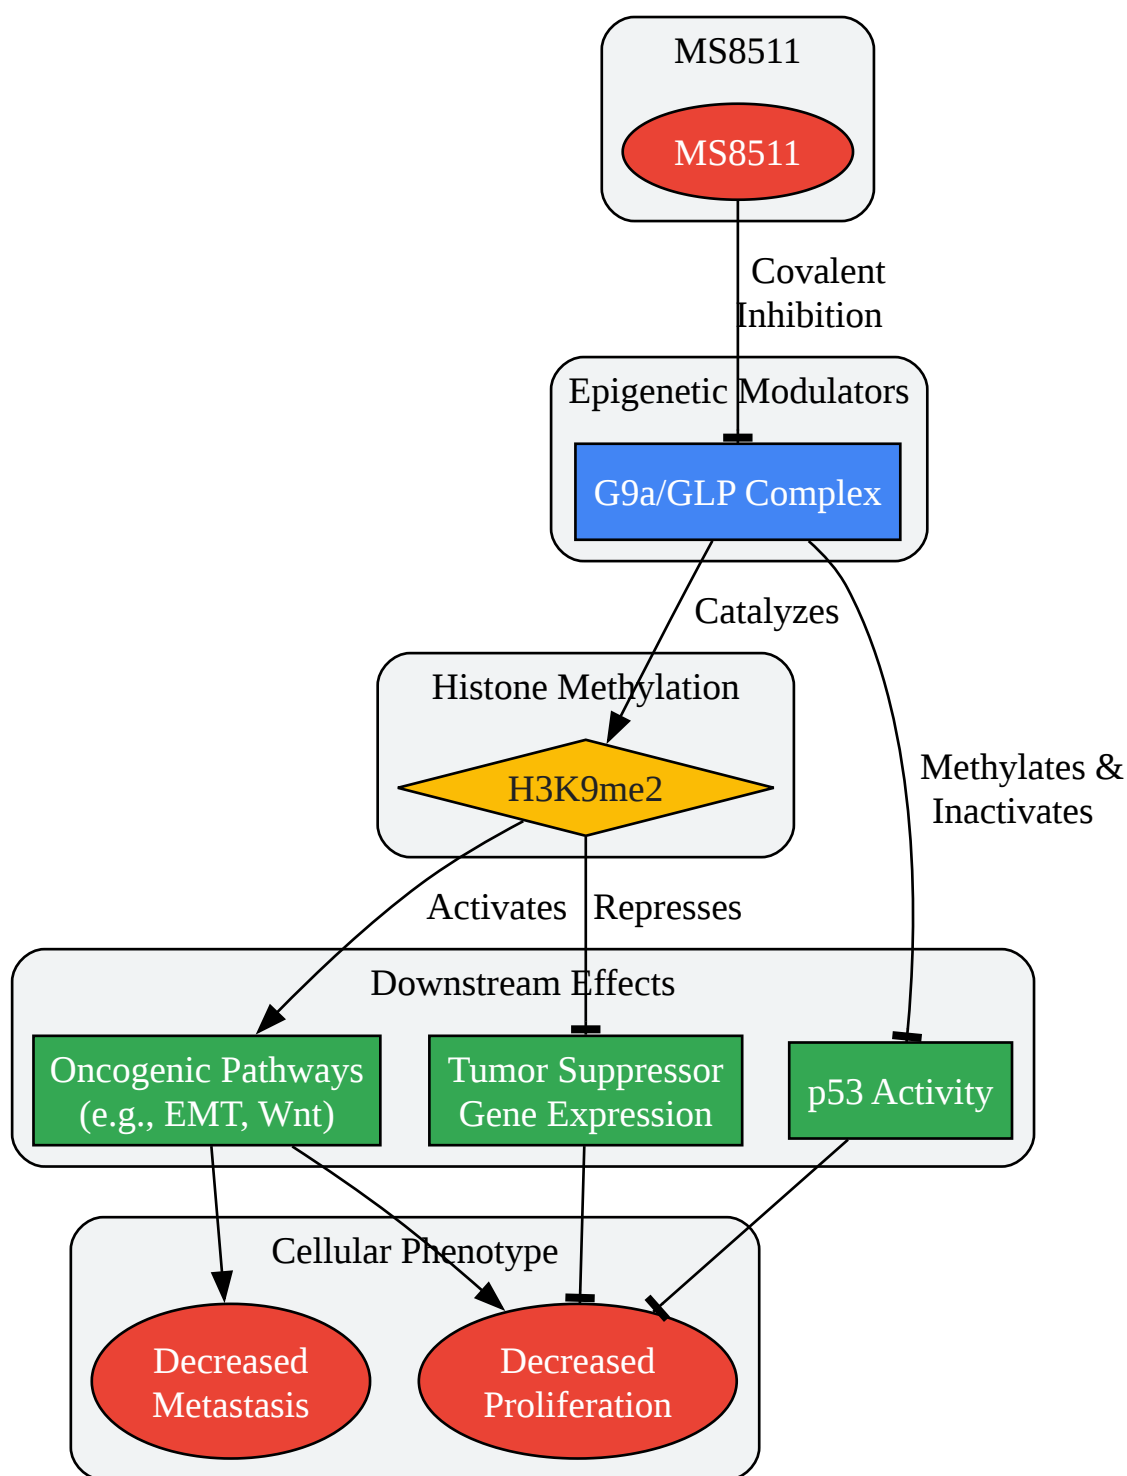 MS8511
MS8511
Covalent
Inhibition
Epigenetic Modulators
G9a/GLP Complex
Catalyzes
Histone Methylation
H3K9me2
Methylates &
Inactivates
Activates
Represses
Downstream Effects
Oncogenic Pathways
(e.g., EMT, Wnt)
Tumor Suppressor
Gene Expression
p53 Activity
Cellular Phenotype
Decreased
Metastasis
Decreased
Proliferation